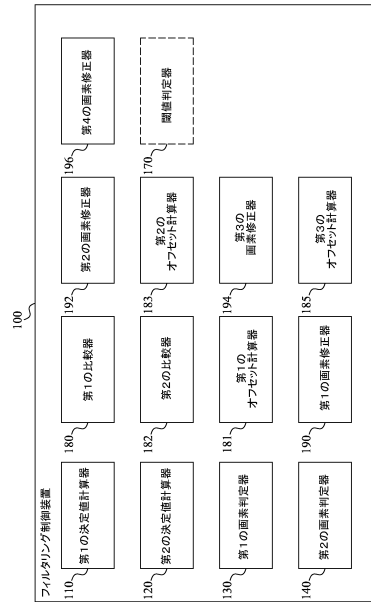 100
フィルタリング制御装置
第1の決定値計算器
110
第2の決定値計算器
120
第1の画素判定器
130
第2の画素判定器
140
第1の比較器
180
第2の比較器
182
第1の
オフセット計算器
181
第1の画素修正器
190
第2の画素修正器
192
第2の
オフセット計算器
183
第3の
画素修正器
194
第3の
オフセット計算器
185
第4の画素修正器
196
閾値判定器
170